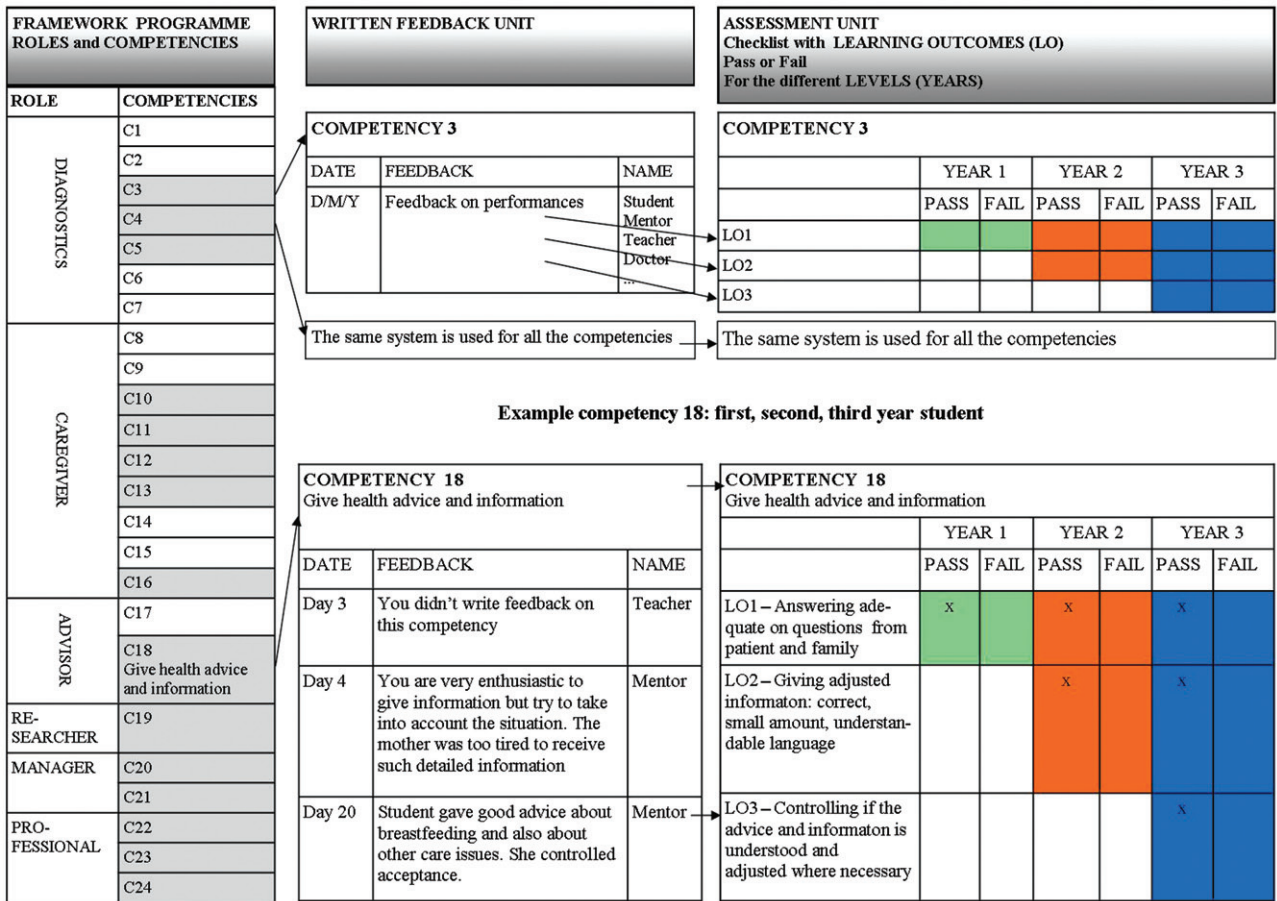 FRAMEWORK PROGRAMME
ROLES and COMPETENCIES
ROLE
COMPETENCIES
DIAGNOSTICS
C1
C2
C3
C4
C5
C6
C7
CAREGIVER
C8
C9
C10
C11
C12
C13
C14
C15
C16
ADVISOR
C17
C18
Give health advice
and information
RE-
SEARCHER
C19
MANAGER
C20
C21
PRO-
FESSIONAL
C22
C23
C24
WRITTEN FEEDBACK UNIT
COMPETENCY 3
DATE
FEEDBACK
NAME
D/M/Y
Feedback on performances
Student
Mentor
Teacher
Doctor
...
The same system is used for all the competencies
ASSESSMENT UNIT
Checklist with LEARNING OUTCOMES (LO)
Pass or Fail
For the different LEVELS (YEARS)
COMPETENCY 3
YEAR 1
YEAR 2
YEAR 3
PASS
FAIL
PASS
FAIL
PASS
FAIL
LO1
LO2
LO3
The same system is used for all the competencies
Example competency 18: first, second, third year student
COMPETENCY 18
Give health advice and information
DATE
FEEDBACK
NAME
Day 3
You didn't write feedback on
this competency
Teacher
Day 4
You are very enthusiastic to
give information but try to take
into account the situation. The
mother was too tired to receive
such detailed information
Mentor
Day 20
Student gave good advice about
breastfeeding and also about
other care issues. She controlled
acceptance.
Mentor
COMPETENCY 18
Give health advice and information
YEAR 1
YEAR 2
YEAR 3
PASS
FAIL
PASS
FAIL
PASS
FAIL
LO1 – Answering ade-
quate on questions from
patient and family
x
x
x
LO2 – Giving adjusted
informaton: correct,
small amount, understan-
dable language
x
x
LO3 – Controlling if the
advice and informaton is
understood and
adjusted where necessary
x